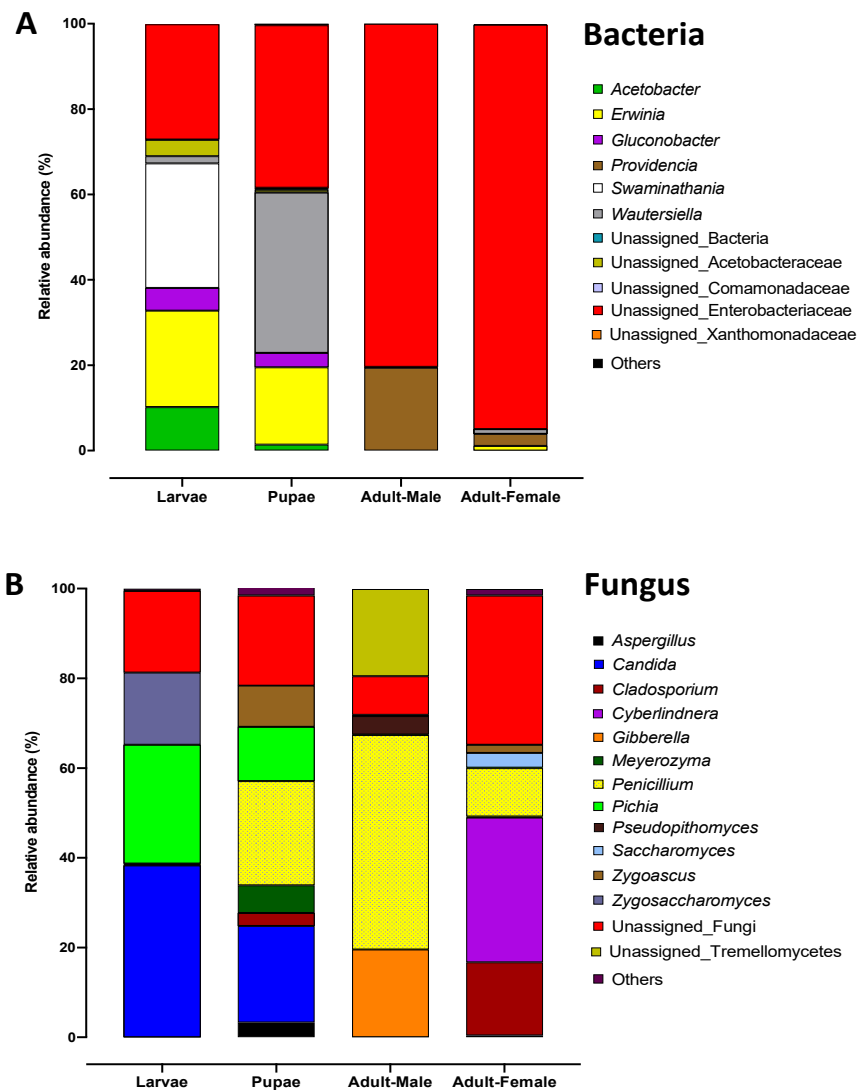 A
Bacteria
100
80
60
40
20
0
Relative abundance (%)
Larvae
Pupae
Adult-Male
Adult-Female
Acetobacter
Erwinia
Gluconobacter
Providencia
Swaminathania
Wautersiella
Unassigned_Bacteria
Unassigned_Acetobacteraceae
Unassigned_Comamonadaceae
Unassigned_Enterobacteriaceae
Unassigned_Xanthomonadaceae
Others
B
Fungus
100
80
60
40
20
0
Relative abundance (%)
Larvae
Pupae
Adult-Male
Adult-Female
Aspergillus
Candida
Cladosporium
Cyberlindnera
Gibberella
Meyerozyma
Penicillium
Pichia
Pseudopithomyces
Saccharomyces
Zygoascus
Zygosaccharomyces
Unassigned_Fungi
Unassigned_Tremellomycetes
Others